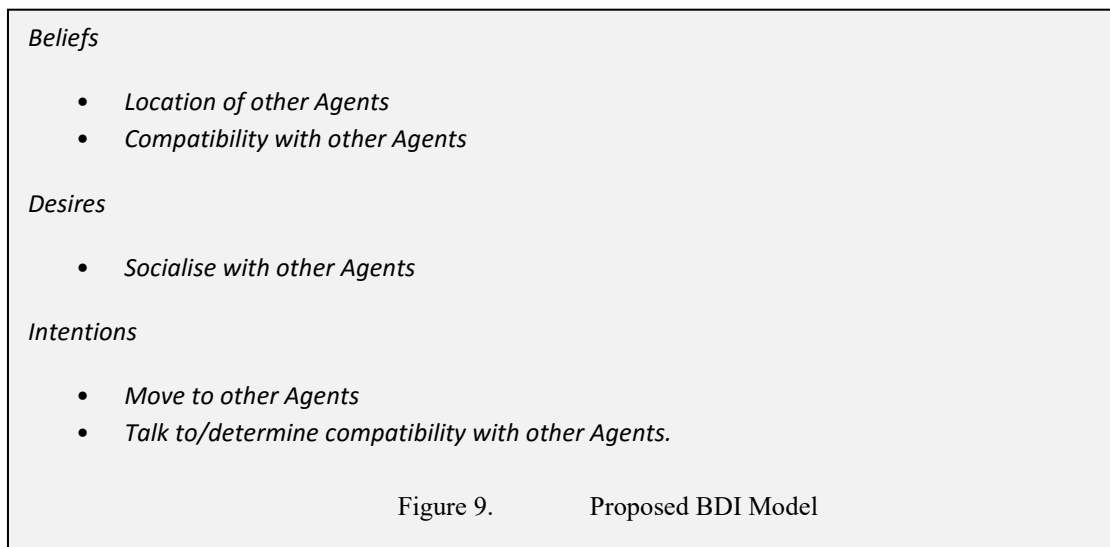 Beliefs
• Location of other Agents
• Compatibility with other Agents
Desires
• Socialise with other Agents
Intentions
• Move to other Agents
• Talk to/determine compatibility with other Agents.
Figure 9. Proposed BDI Model